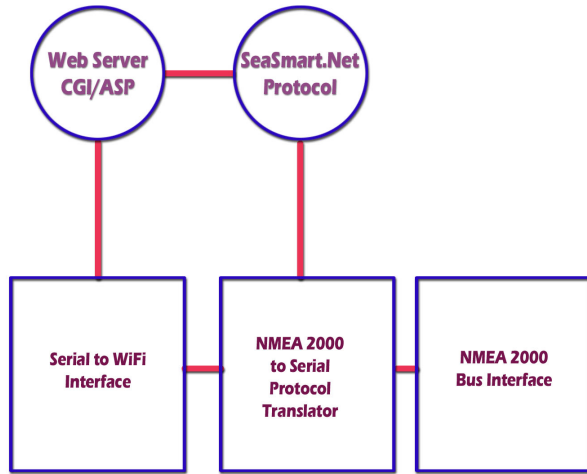 Web Server
CGI/ASP
SeaSmart.Net
Protocol
Serial to WiFi
Interface
NMEA 2000
to Serial
Protocol
Translator
NMEA 2000
Bus Interface